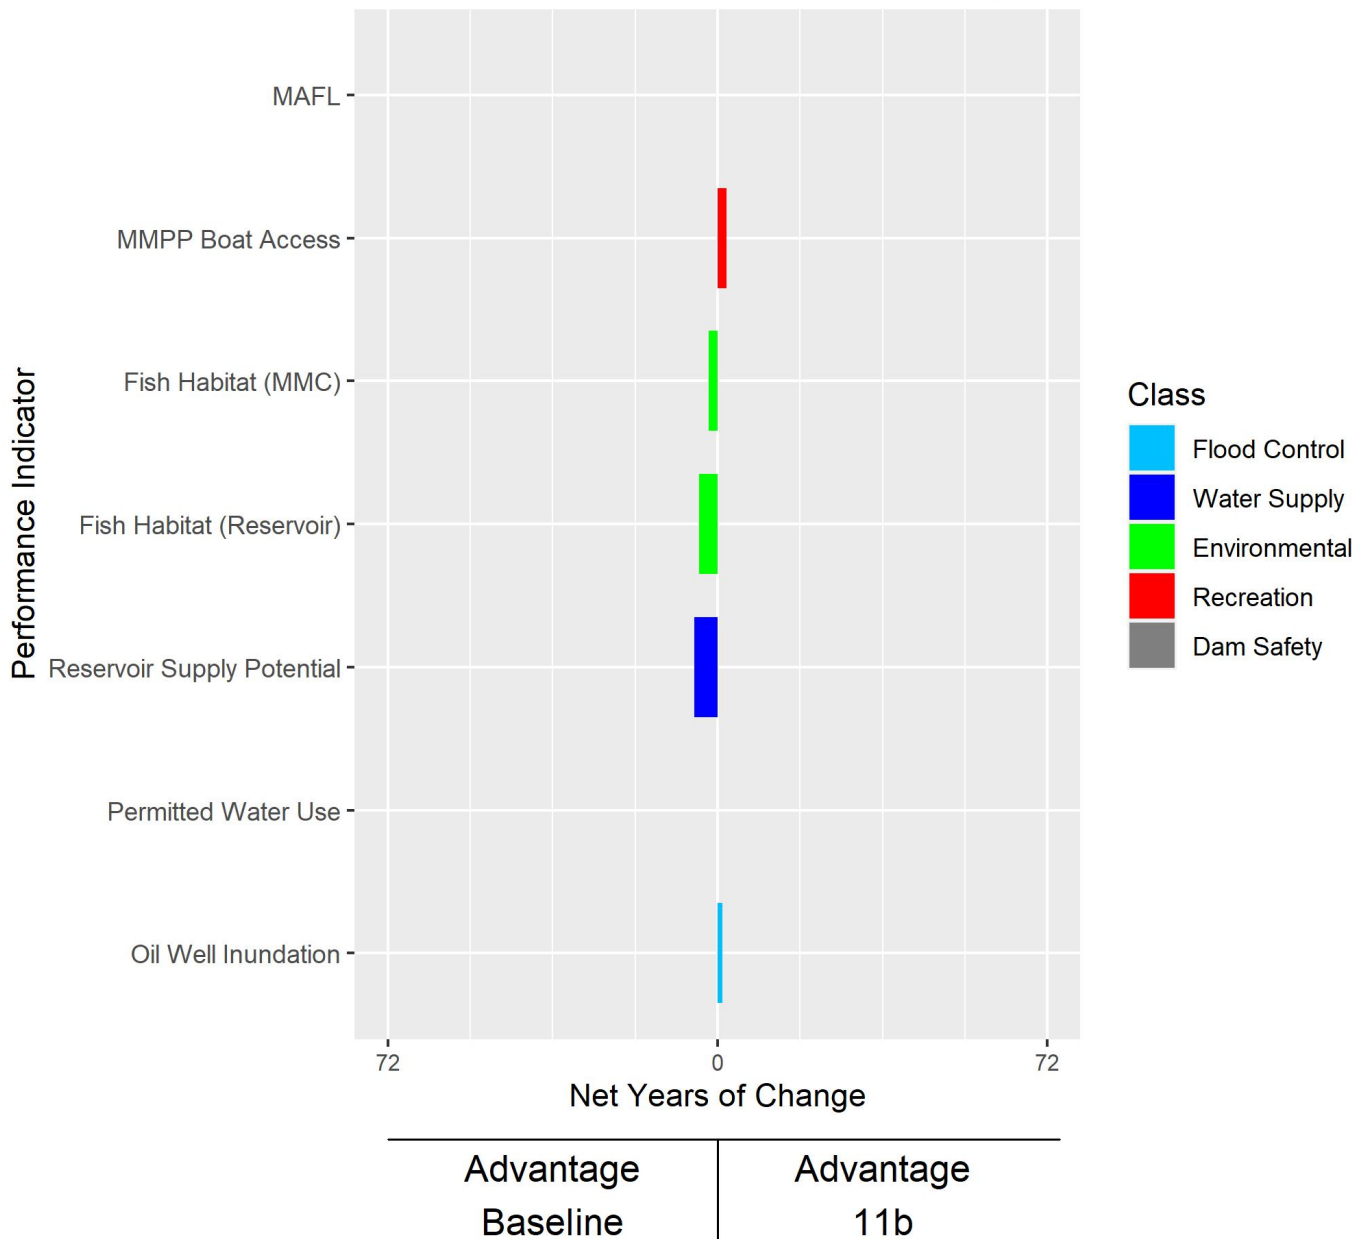 MAFL
MMPP Boat Access
Fish Habitat (MMC)
Fish Habitat (Reservoir)
Reservoir Supply Potential
Permitted Water Use
Oil Well Inundation
Performance Indicator
72 0 72
Net Years of Change
Advantage Advantage
Baseline 11b
Class
Flood Control
Water Supply
Environmental
Recreation
Dam Safety